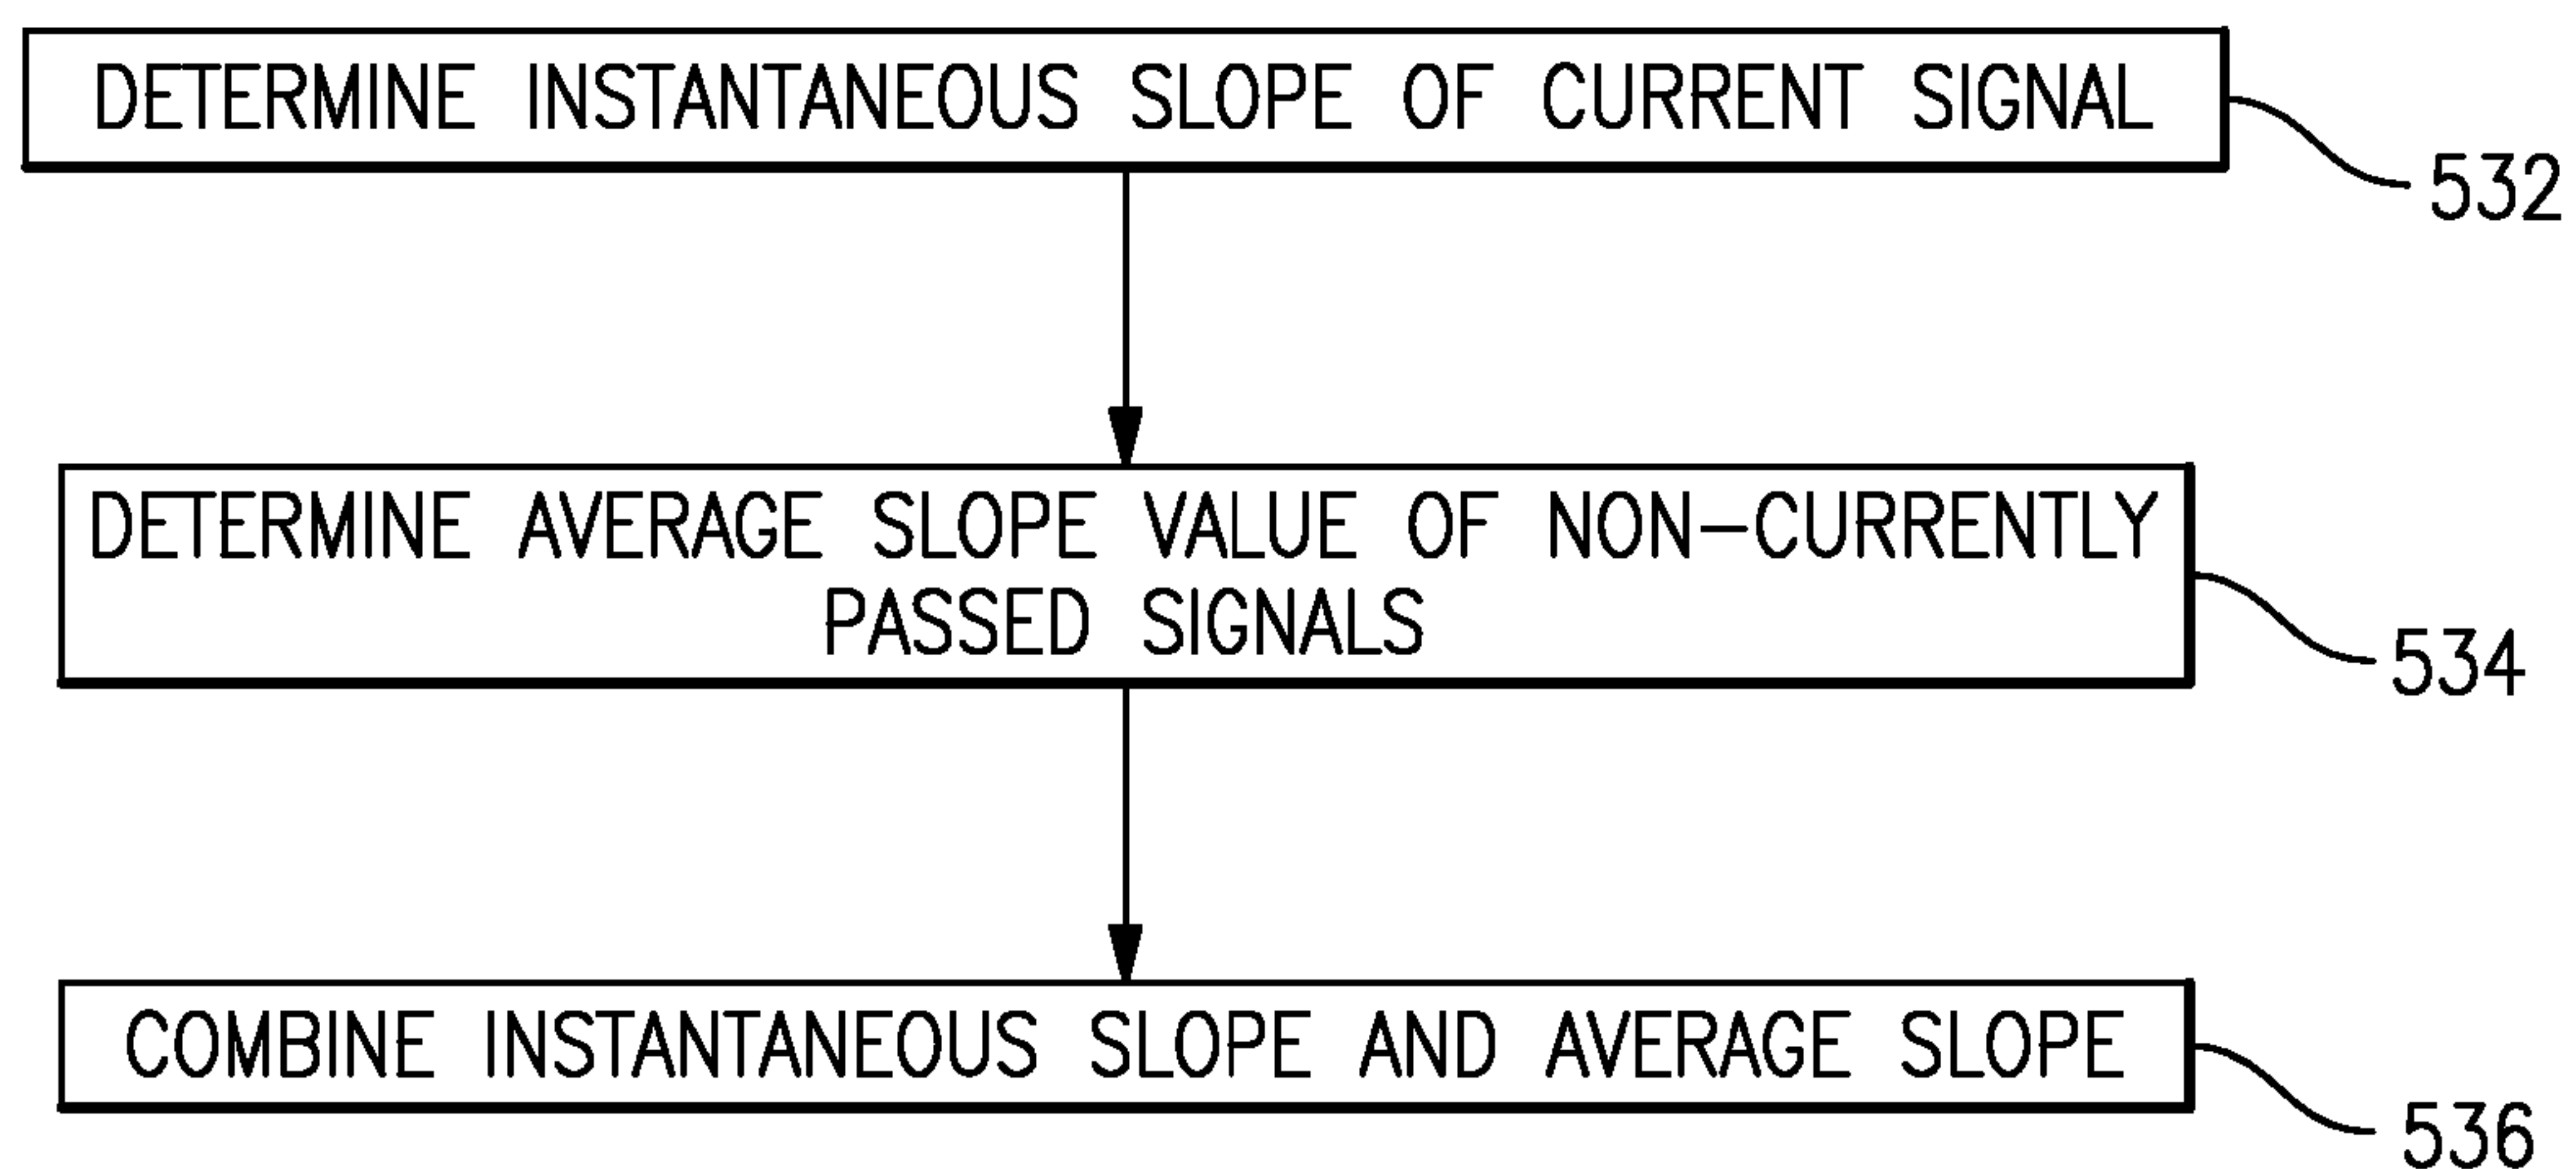 DETERMINE INSTANTANEOUS SLOPE OF CURRENT SIGNAL
532
DETERMINE AVERAGE SLOPE VALUE OF NON-CURRENTLY
PASSED SIGNALS
534
COMBINE INSTANTANEOUS SLOPE AND AVERAGE SLOPE
536